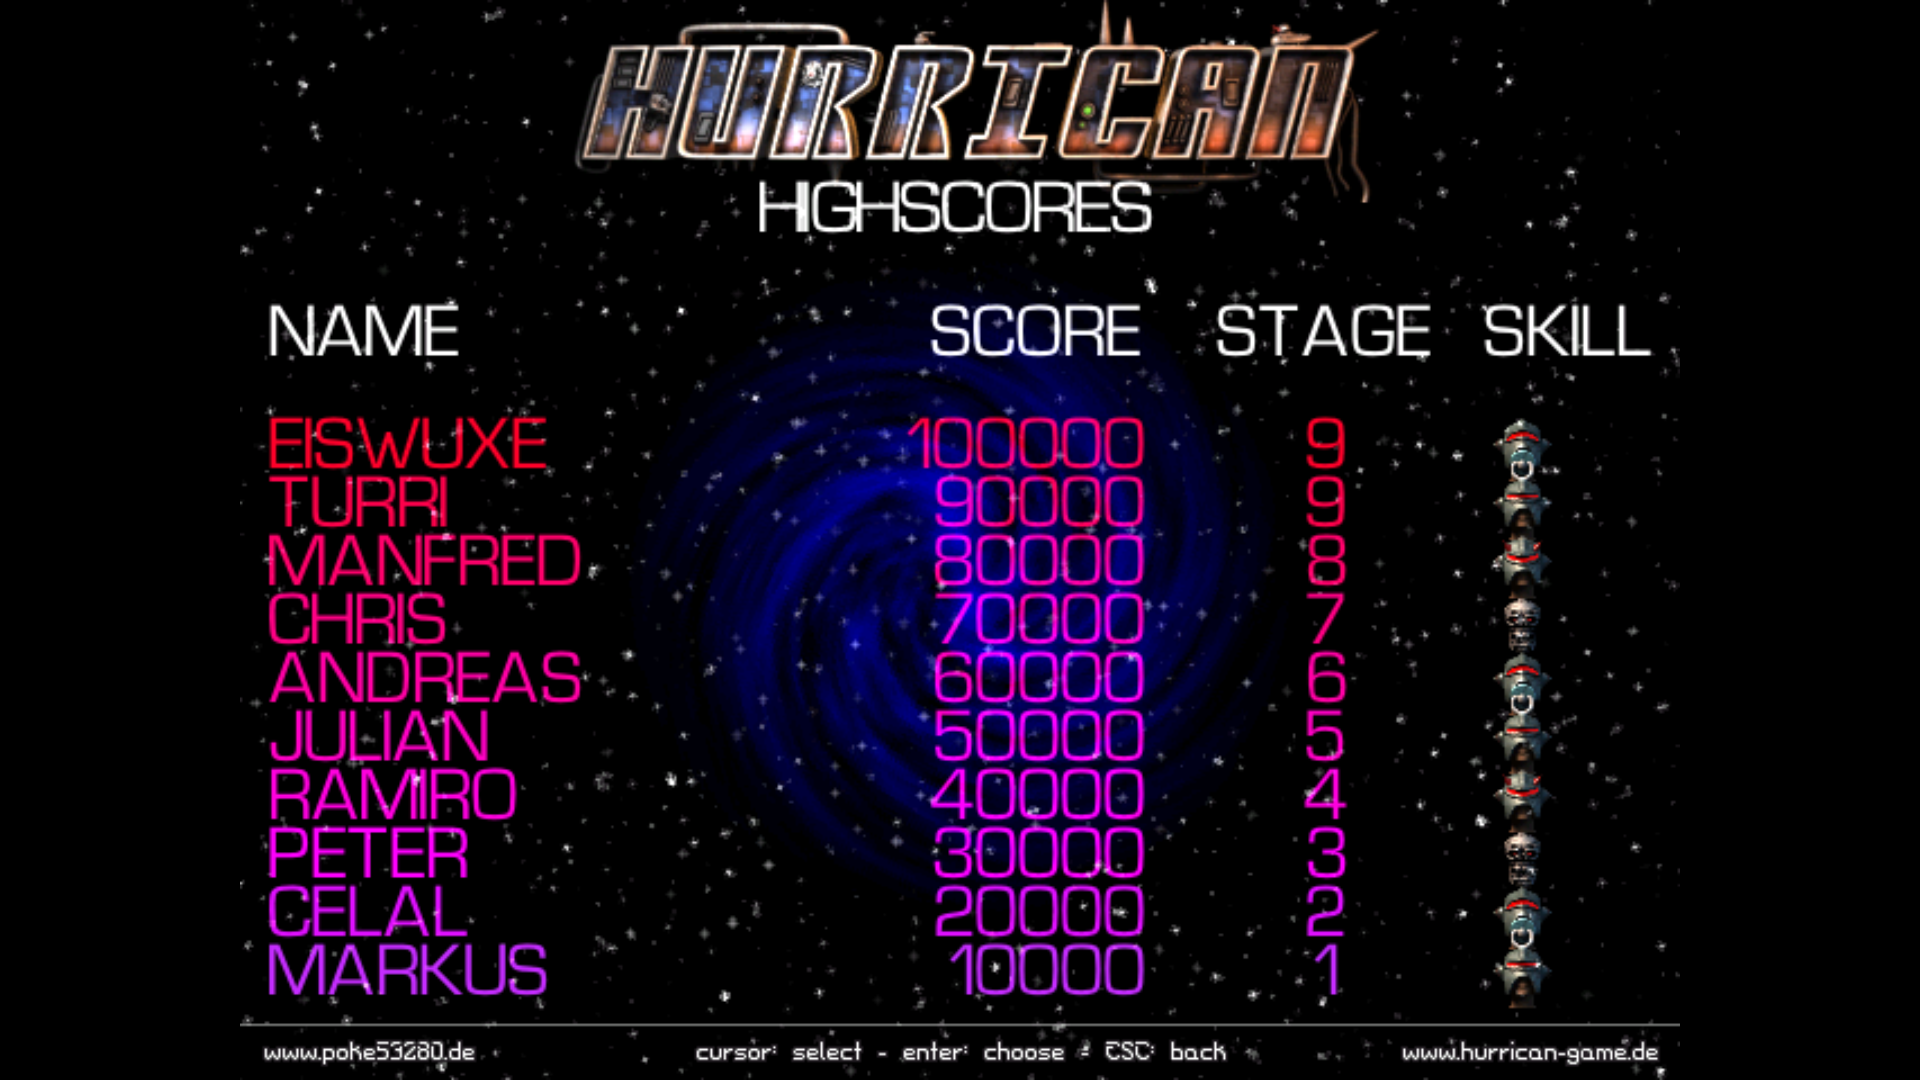 HURRICAN
HIGHSCORES
NAME SCORE STAGE SKILL
EISWUXE 100000 9
TURRI 90000 9
MANFRED 80000 8
CHRIS 70000 7
ANDREAS 60000 6
JULIAN 50000 5
RAMIRO 40000 4
PETER 30000 3
CELAL 20000 2
MARKUS 10000 1
www.poke53280.de cursor: select - enter: choose - ESC: back www.hurrican-game.de